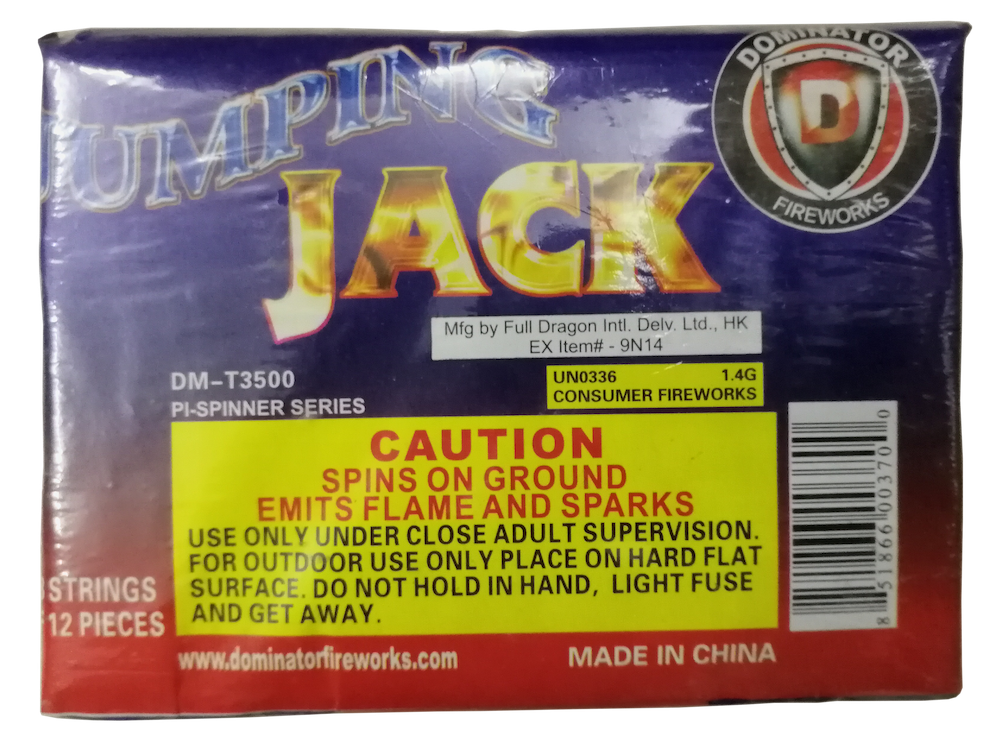 JUMPING
JACK
DOMINATOR
D
FIREWORKS
Mfg by Full Dragon Intl. Delv. Ltd., HK
EX Item# - 9N14
DM-T3500
PI-SPINNER SERIES
UN0336 1.4G
CONSUMER FIREWORKS
CAUTION
SPINS ON GROUND
EMITS FLAME AND SPARKS
USE ONLY UNDER CLOSE ADULT SUPERVISION.
FOR OUTDOOR USE ONLY PLACE ON HARD FLAT
SURFACE. DO NOT HOLD IN HAND, LIGHT FUSE
AND GET AWAY.
STRINGS
12 PIECES
www.dominatorfireworks.com
MADE IN CHINA
8 51866 00370 0